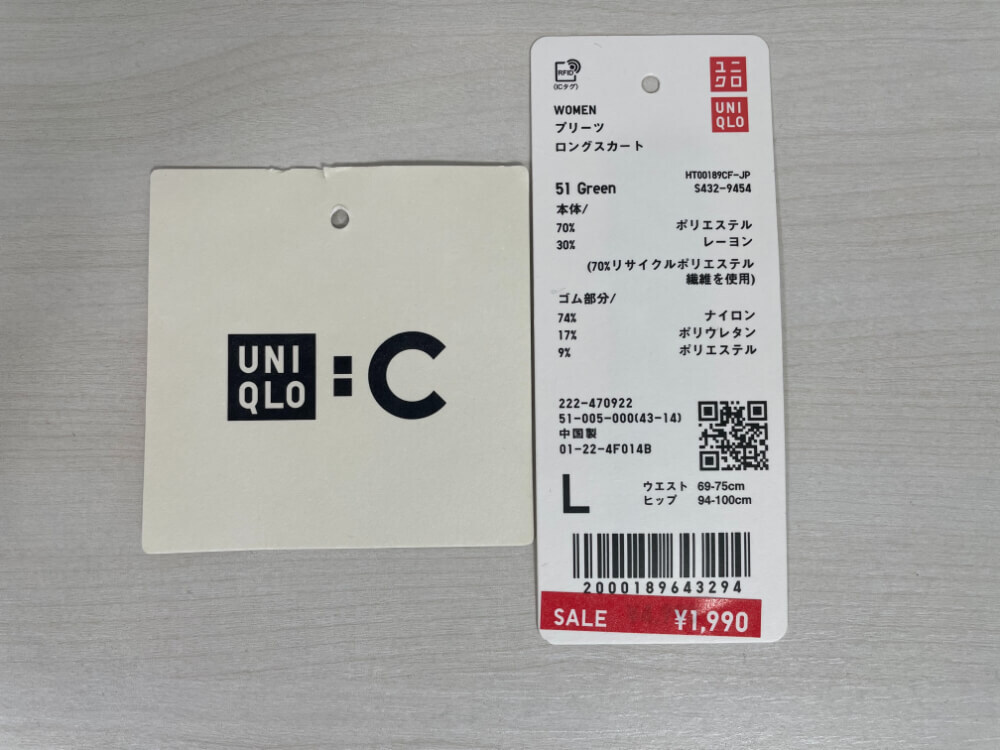 UNI
QLO
:C
RFID
(ICタグ)
ユニ
クロ
UNI
QLO
WOMEN
プリーツ
ロングスカート
HT00189CF-JP
51 Green S432-9454
本体/
70% ポリエステル
30% レーヨン
(70%リサイクルポリエステル
繊維を使用)
ゴム部分/
74% ナイロン
17% ポリウレタン
9% ポリエステル
222-470922
51-005-000(43-14)
中国製
01-22-4F014B
L
ウエスト 69-75cm
ヒップ 94-100cm
2000189643294
SALE ¥1,990